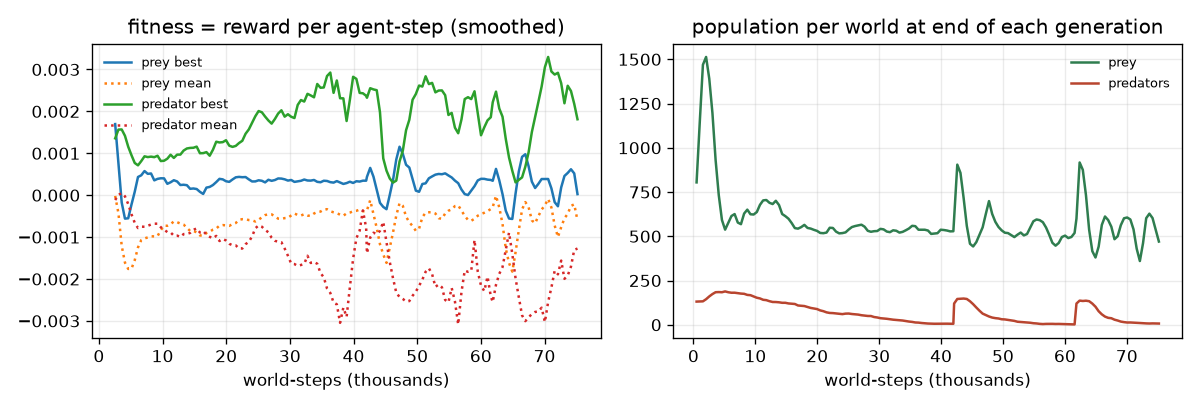 fitness = reward per agent-step (smoothed)
prey best
prey mean
predator best
predator mean
0.003
0.002
0.001
0.000
−0.001
−0.002
−0.003
0 10 20 30 40 50 60 70
world-steps (thousands)
population per world at end of each generation
prey
predators
1500
1250
1000
750
500
250
0
0 10 20 30 40 50 60 70
world-steps (thousands)